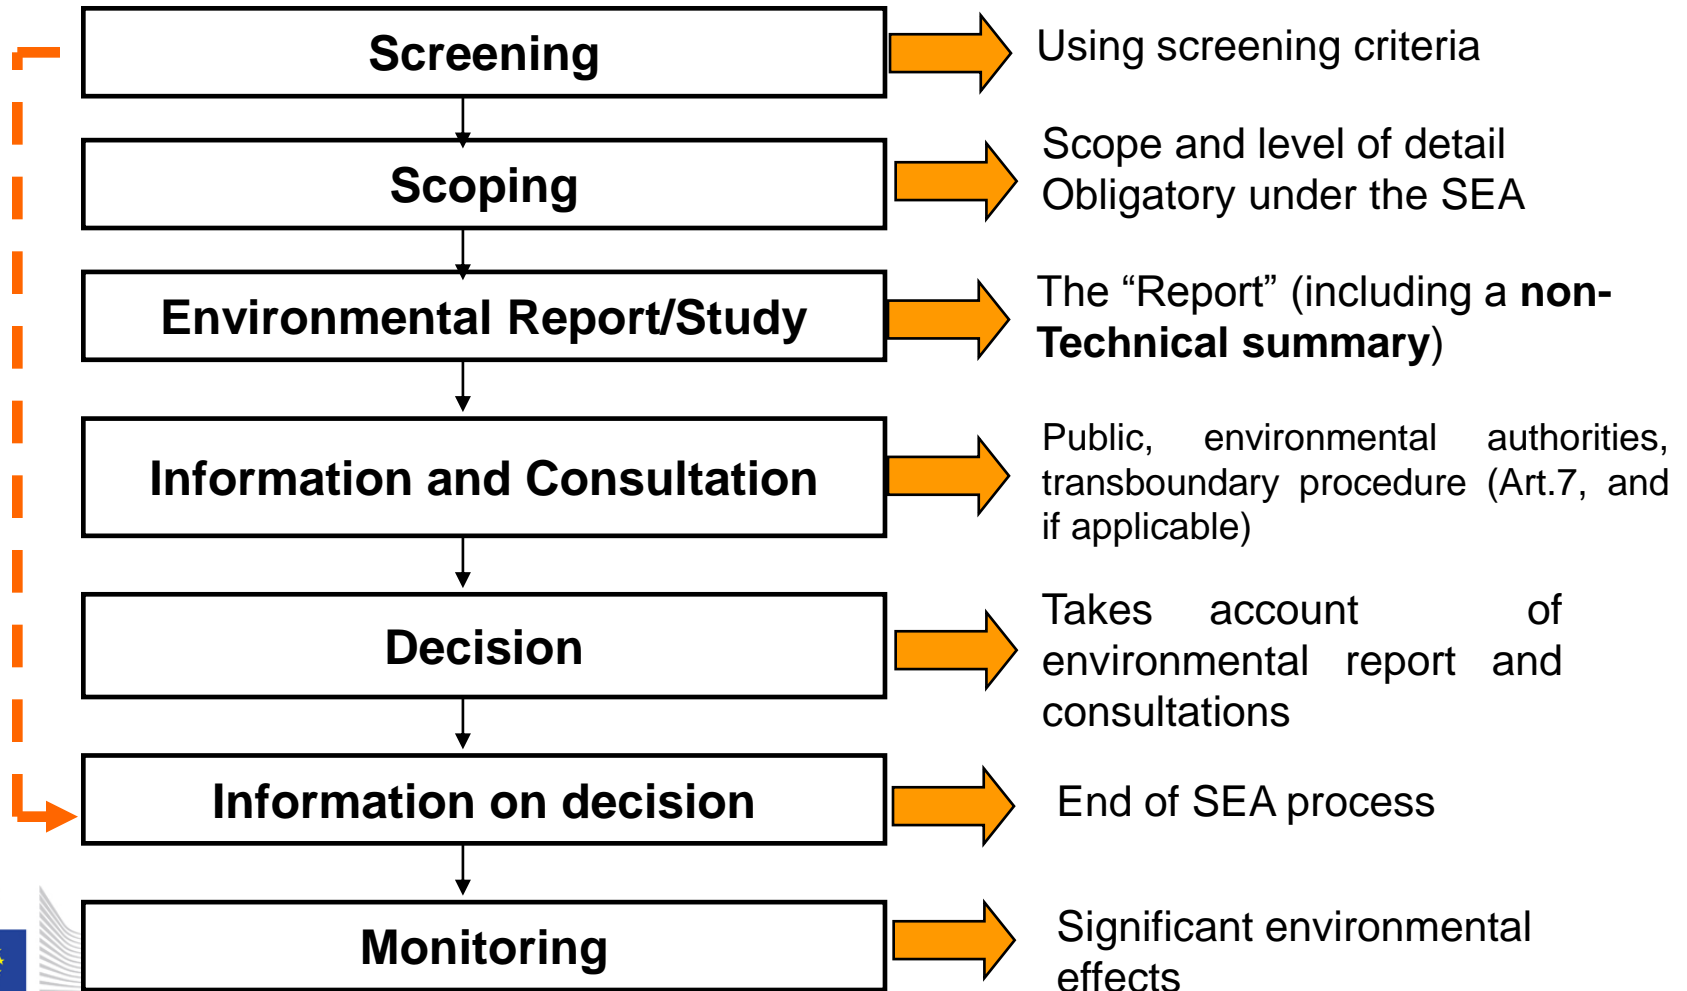 Screening
Using screening criteria
Scoping
Scope and level of detail
Obligatory under the SEA
Environmental Report/Study
The “Report” (including a non-
Technical summary)
Information and Consultation
Public, environmental authorities,
transboundary procedure (Art.7, and
if applicable)
Decision
Takes account of
environmental report and
consultations
Information on decision
End of SEA process
Monitoring
Significant environmental
effects